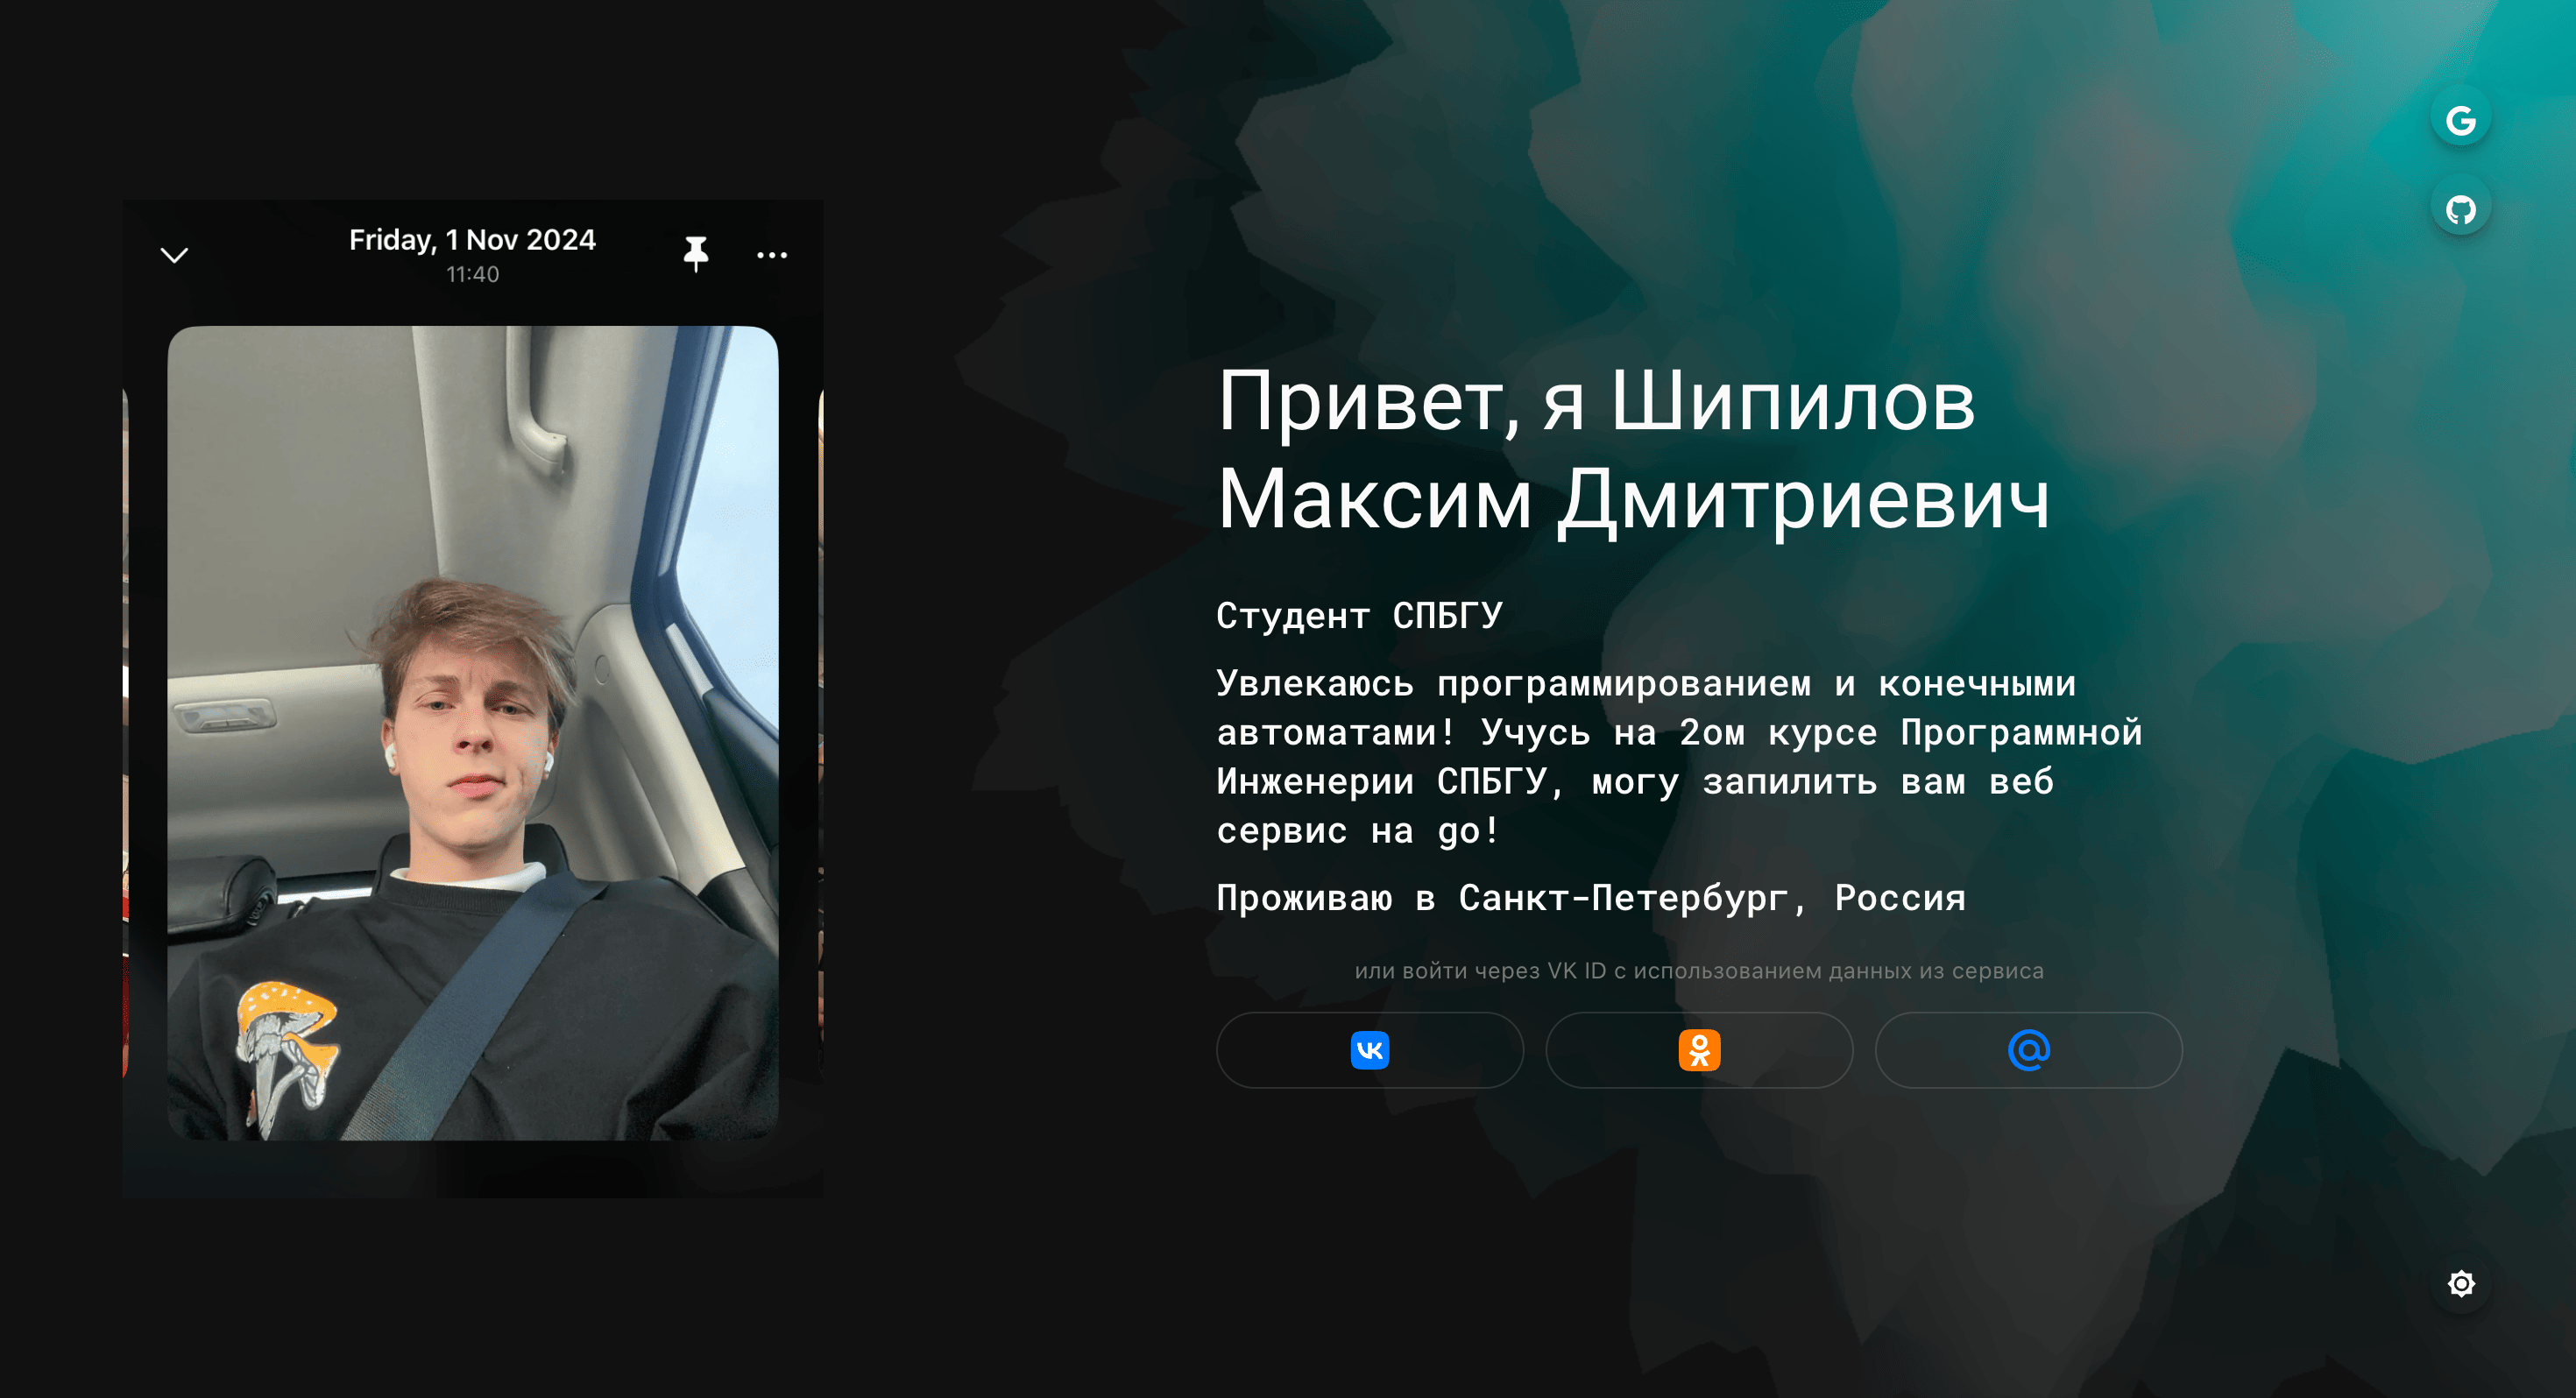 Friday, 1 Nov 2024
11:40
Привет, я Шипилов
Максим Дмитриевич
Студент СПБГУ
Увлекаюсь программированием и конечными
автоматами! Учусь на 2ом курсе Программной
Инженерии СПБГУ, могу запилить вам веб
сервис на go!
Проживаю в Санкт-Петербург, Россия
или войти через VK ID с использованием данных из сервиса